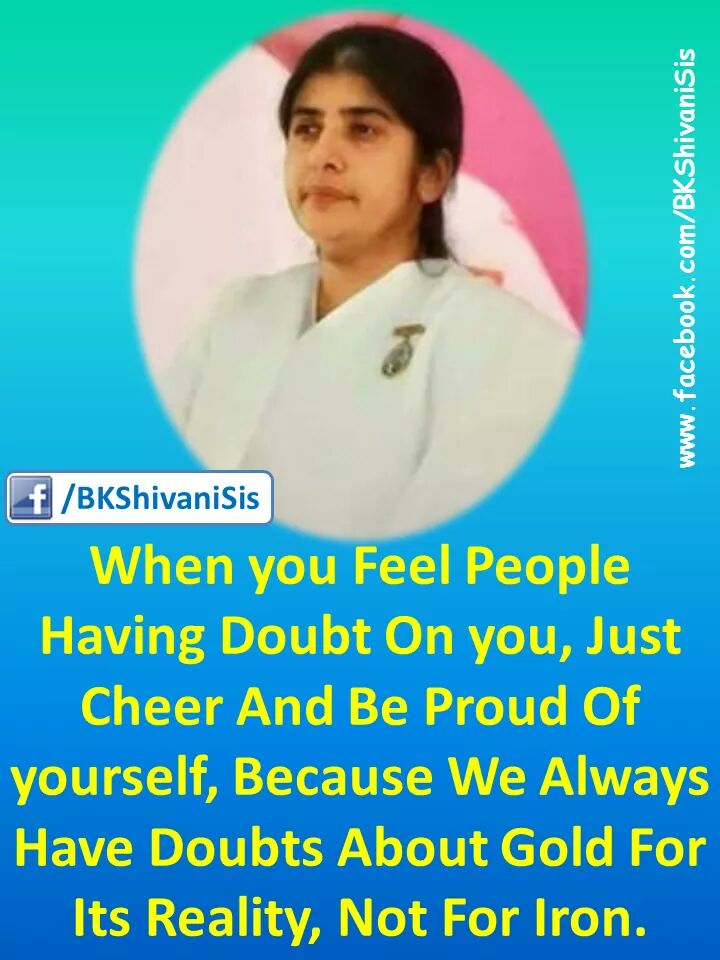 www.facebook.com/BKShivaniSis
f /BKShivaniSis
When you Feel People
Having Doubt On you, Just
Cheer And Be Proud Of
yourself, Because We Always
Have Doubts About Gold For
Its Reality, Not For Iron.